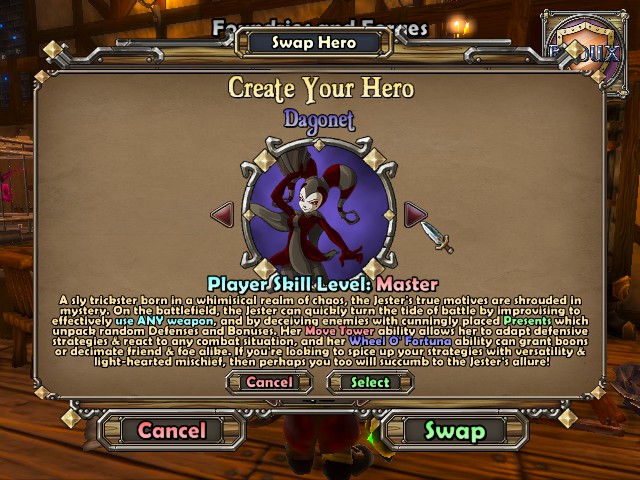 Foundries and Forges
Swap Hero
Create Your Hero
Dagonet
Player Skill Level: Master
A sly trickster born in a whimisical realm of chaos, the Jester's true motives are shrouded in
mystery. On the battlefield, the Jester can quickly turn the tide of battle by improvising to
effectively use ANY weapon, and by deceiving enemies with cunningly placed Presents which
unpack random Defenses and Bonuses. Her Move Tower ability allows her to adapt defensive
strategies & react to any combat situation, and her Wheel O' Fortuna ability can grant boons
or decimate friend & foe alike. If you're looking to spice up your strategies with versatility &
light-hearted mischief, then perhaps you too will succumb to the Jester's allure!
Cancel Select
Cancel Swap